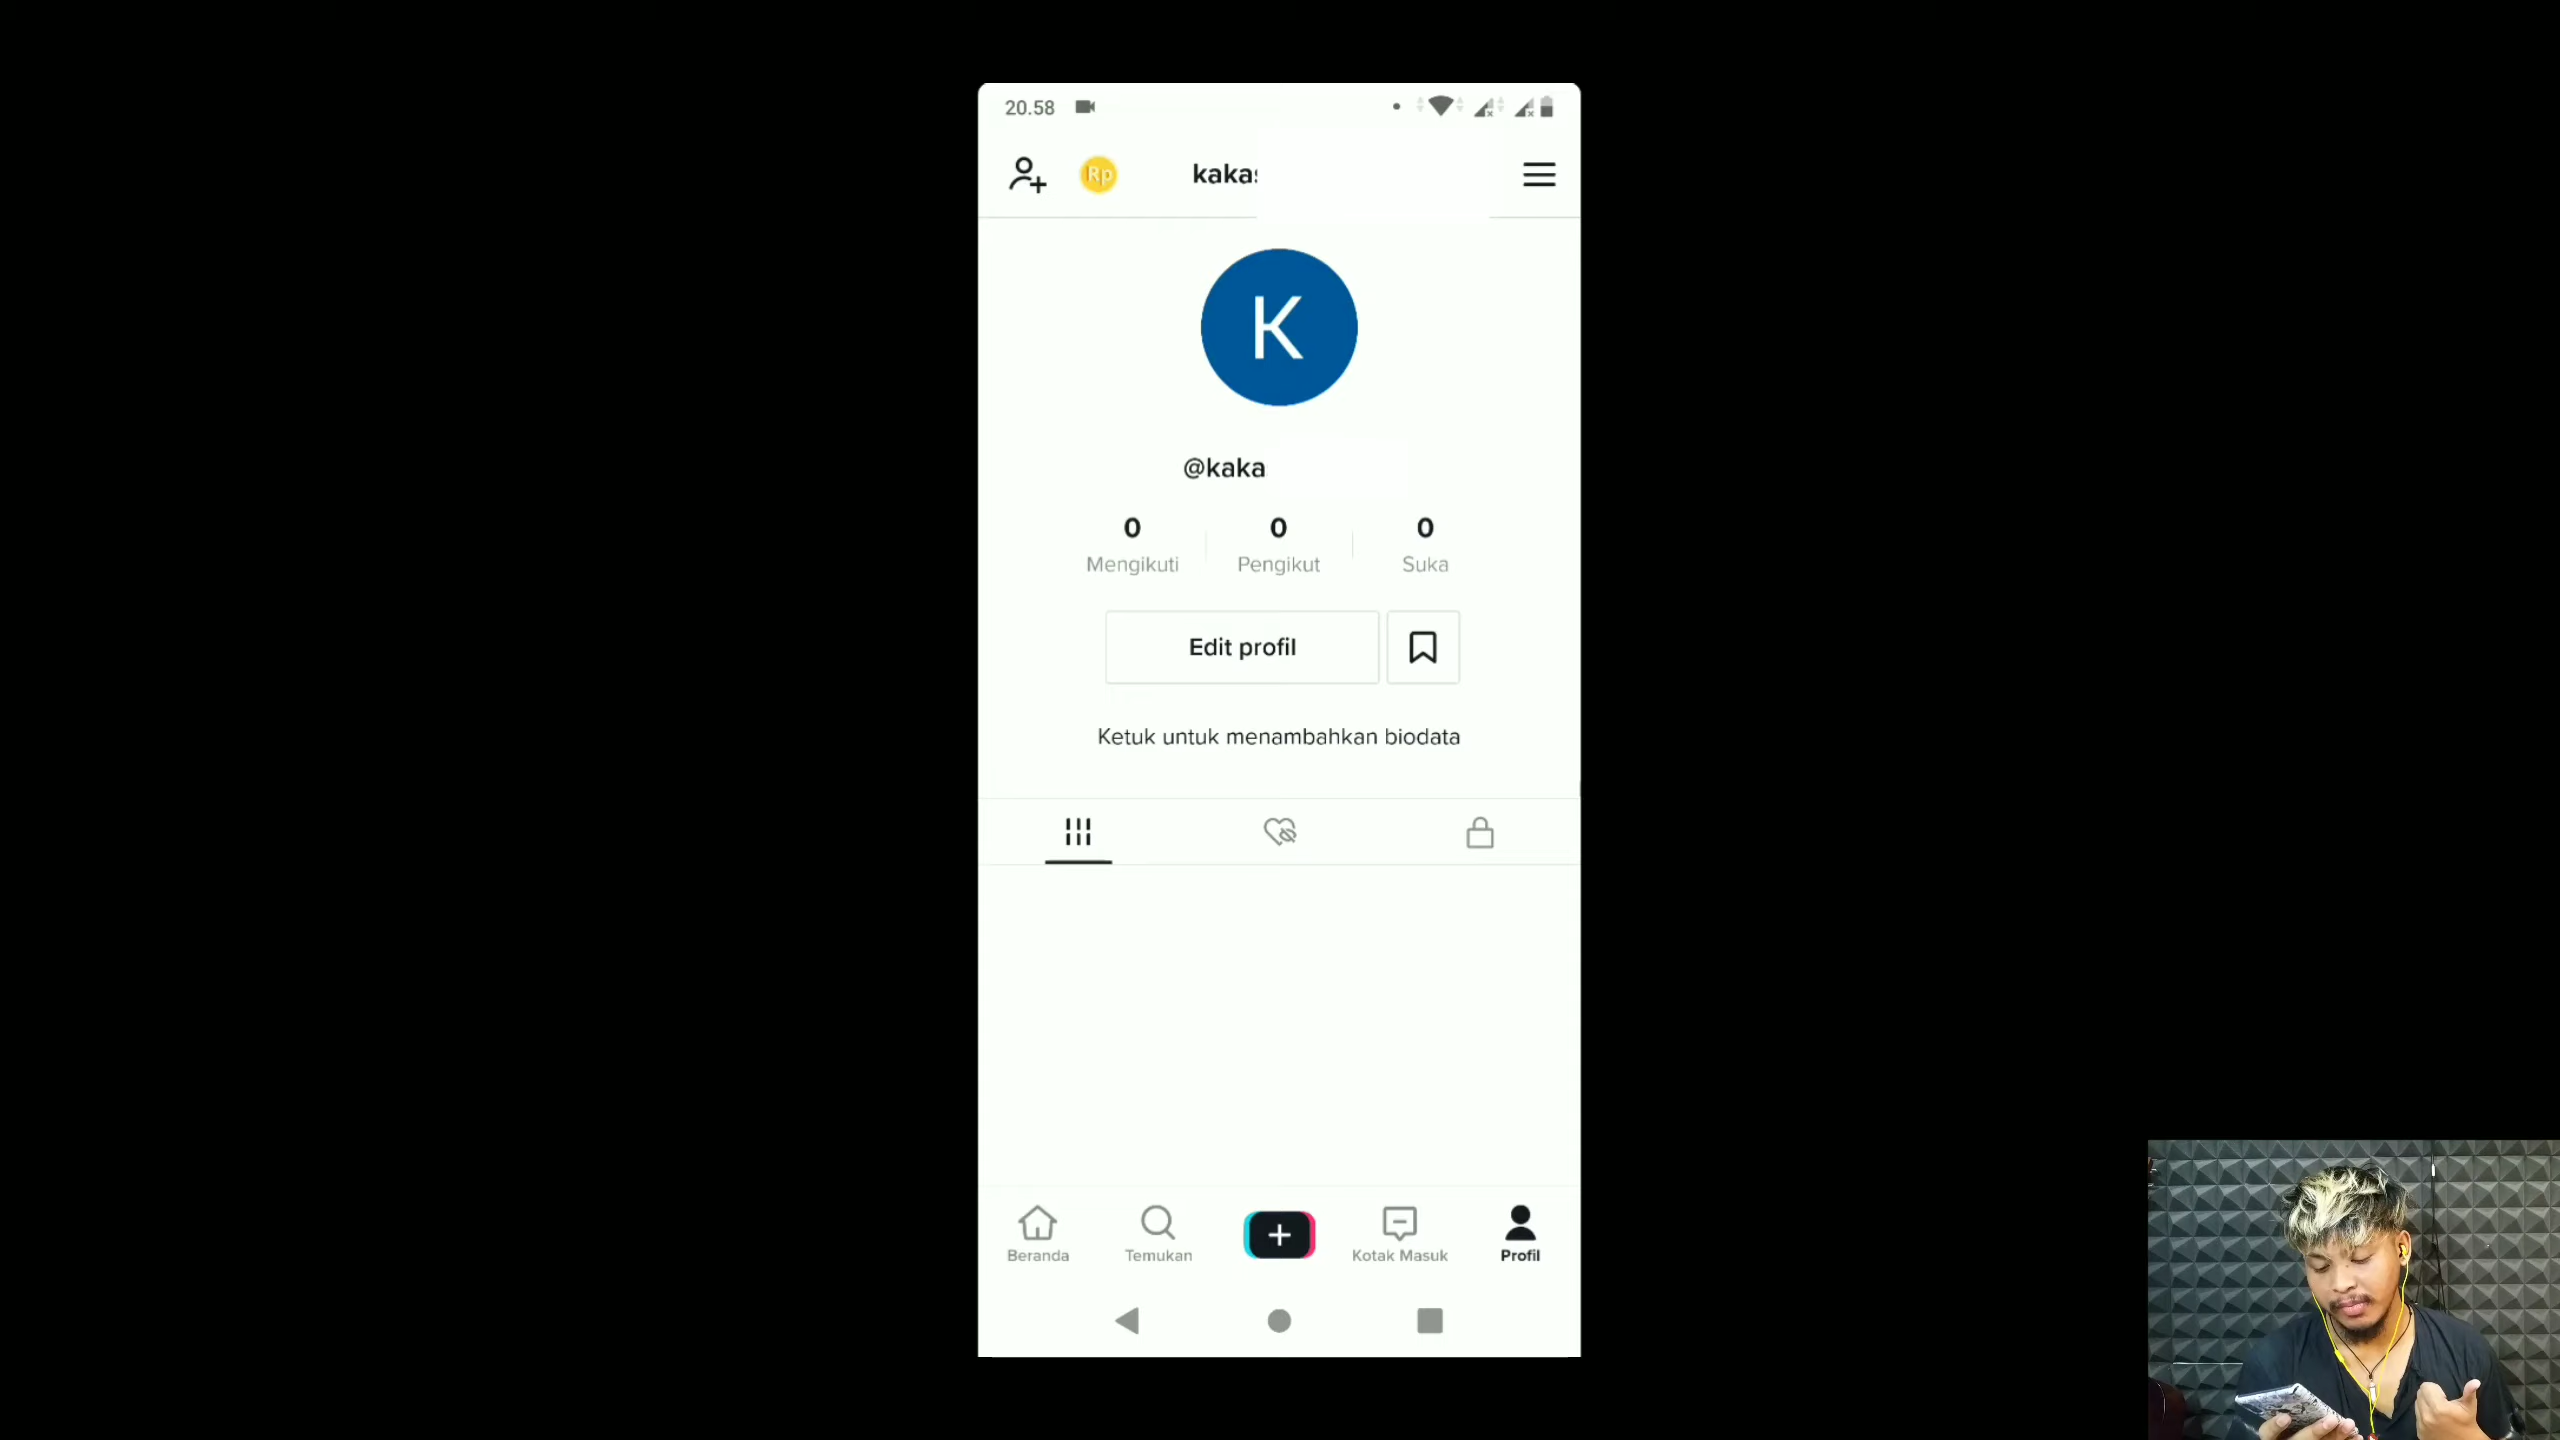 20.58
Rp
kakas
K
@kaka
0 0 0
Mengikuti Pengikut Suka
Edit profil
Ketuk untuk menambahkan biodata
Beranda Temukan Kotak Masuk Profil